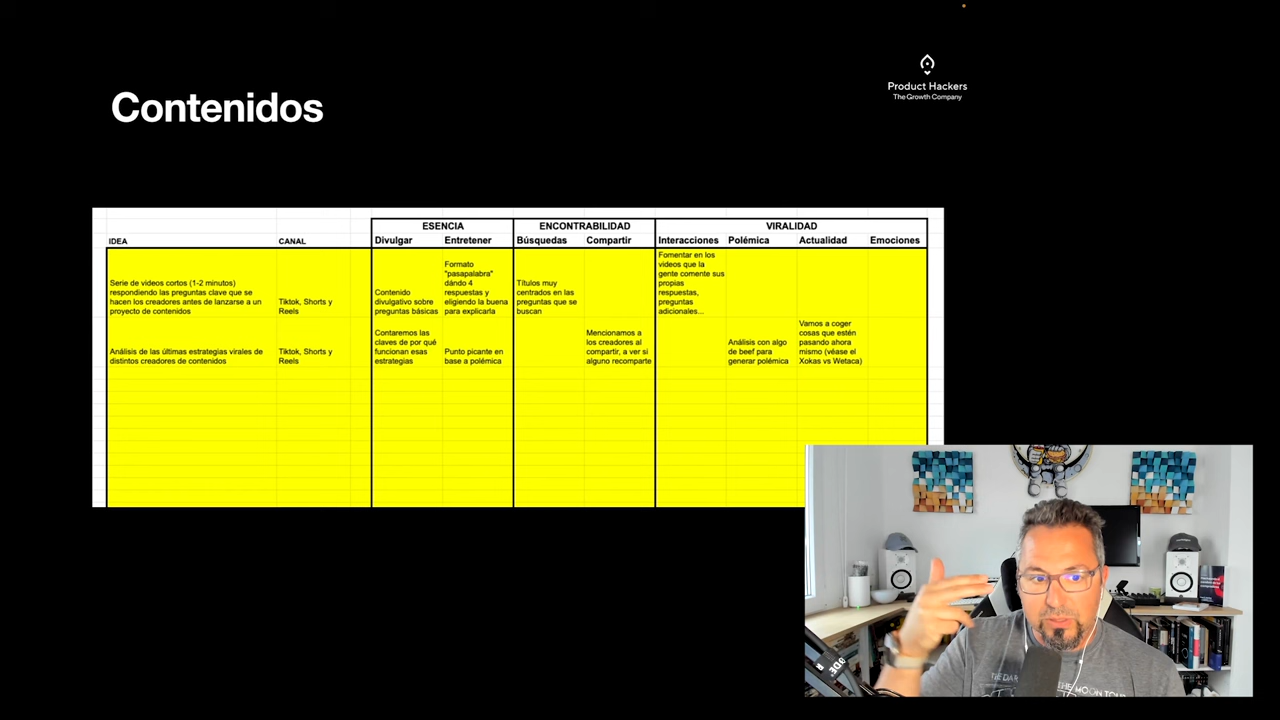 Product Hackers
The Growth Company
Contenidos
ESENCIA ENCONTRABILIDAD VIRALIDAD
IDEA CANAL Divulgar Entretener Búsquedas Compartir Interacciones Polémica Actualidad Emociones
Serie de videos cortos (1-2 minutos)
respondiendo las preguntas clave que se
hacen los creadores antes de lanzarse a un
proyecto de contenidos
Tiktok, Shorts y
Reels
Contenido
divulgativo sobre
preguntas básicas
Formato
"pasapalabra"
dándo 4
respuestas y
eligiendo la buena
para explicarla
Títulos muy
centrados en las
preguntas que se
buscan
Fomentar en los
videos que la
gente comente sus
propias
respuestas,
preguntas
adicionales...
Análisis de las últimas estrategias virales de
distintos creadores de contenidos
Tiktok, Shorts y
Reels
Contaremos las
claves de por qué
funcionan esas
estrategias
Punto picante en
base a polémica
Mencionamos a
los creadores al
compartir, a ver si
alguno recomparte
Análisis con algo
de beef para
generar polémica
Vamos a coger
cosas que estén
pasando ahora
mismo (véase el
Xokas vs Wetaca)
THE MOON TOUR